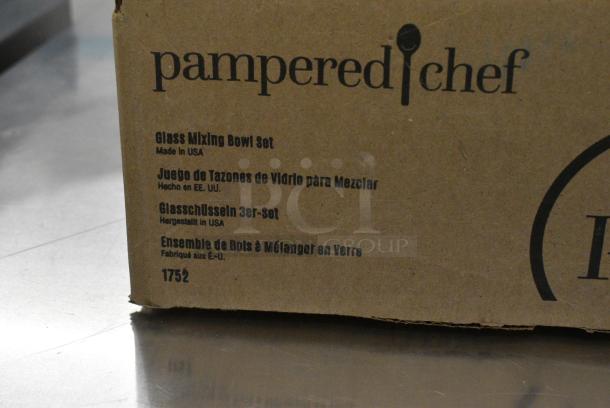 pampered chef
Glass Mixing Bowl Set
Made in USA
Juego de Tazones de Vidrio para Mezclar
Hecho en EE. UU.
Glasschüsseln 3er-Set
Hergestellt in USA
Ensemble de Bols à Mélanger en Verre
Fabriqué aux É.-U.
1752
PCI
GROUP